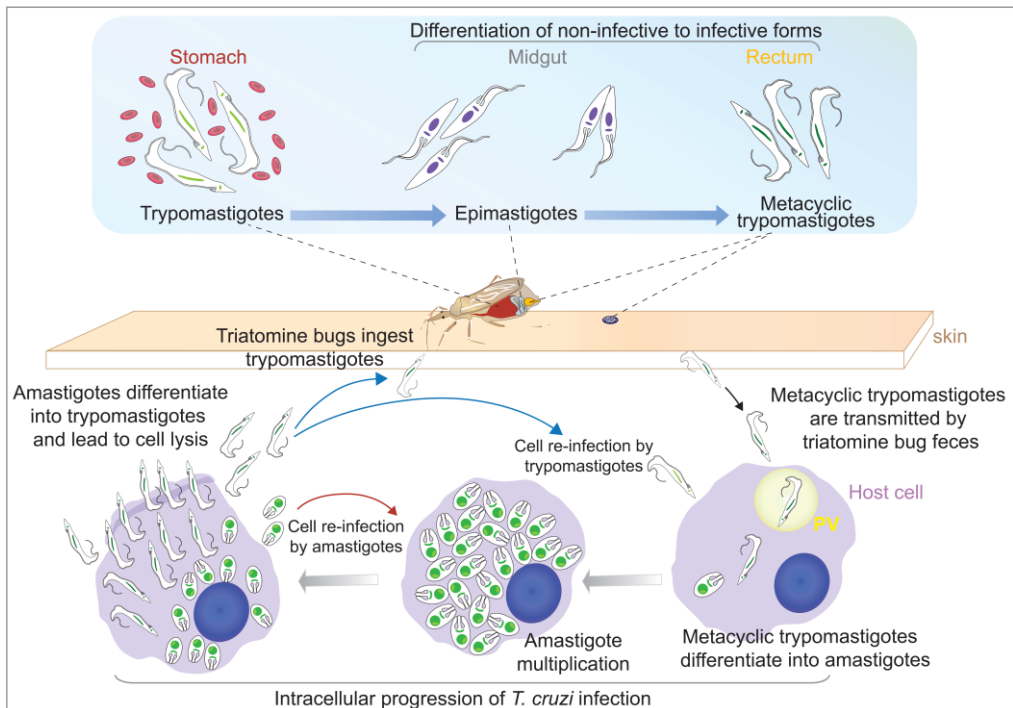 Differentiation of non-infective to infective forms
Stomach
Midgut
Rectum
Trypomastigotes
Epimastigotes
Metacyclic
trypomastigotes
Triatomine bugs ingest
trypomastigotes
skin
Amastigotes differentiate
into trypomastigotes
and lead to cell lysis
Metacyclic trypomastigotes
are transmitted by
triatomine bug feces
Cell re-infection by
trypomastigotes
Host cell
PV
Cell re-infection
by amastigotes
Amastigote
multiplication
Metacyclic trypomastigotes
differentiate into amastigotes
Intracellular progression of T. cruzi infection